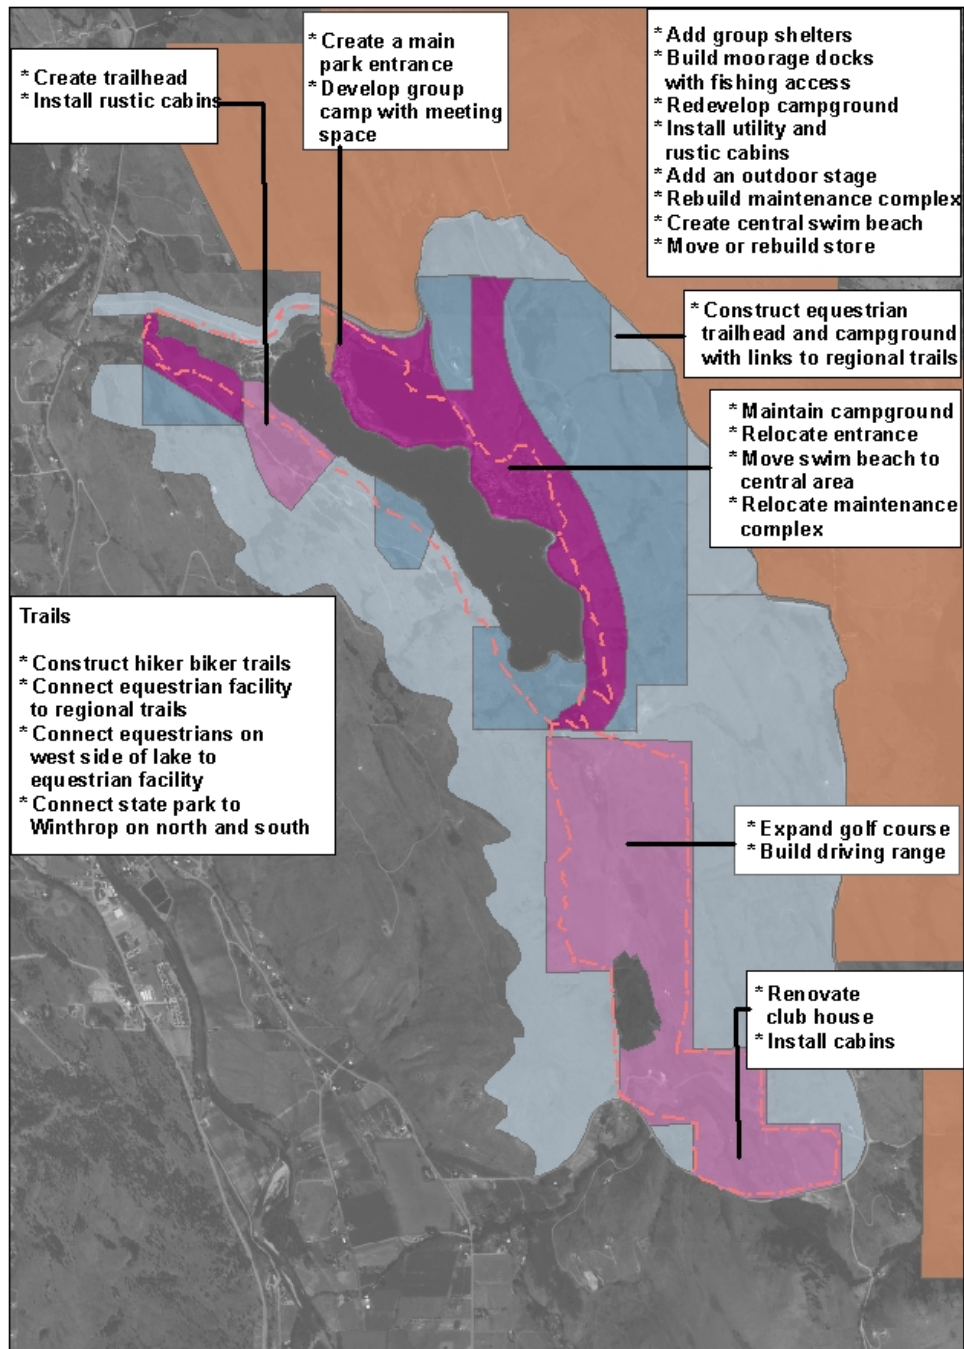 * Create trailhead
* Install rustic cabins
* Create a main
park entrance
* Develop group
camp with meeting
space
* Add group shelters
* Build moorage docks
with fishing access
* Redevelop campground
* Install utility and
rustic cabins
* Add an outdoor stage
* Rebuild maintenance complex
* Create central swim beach
* Move or rebuild store
* Construct equestrian
trailhead and campground
with links to regional trails
* Maintain campground
* Relocate entrance
* Move swim beach to
central area
* Relocate maintenance
complex
Trails
* Construct hiker biker trails
* Connect equestrian facility
to regional trails
* Connect equestrians on
west side of lake to
equestrian facility
* Connect state park to
Winthrop on north and south
* Expand golf course
* Build driving range
* Renovate
club house
* Install cabins